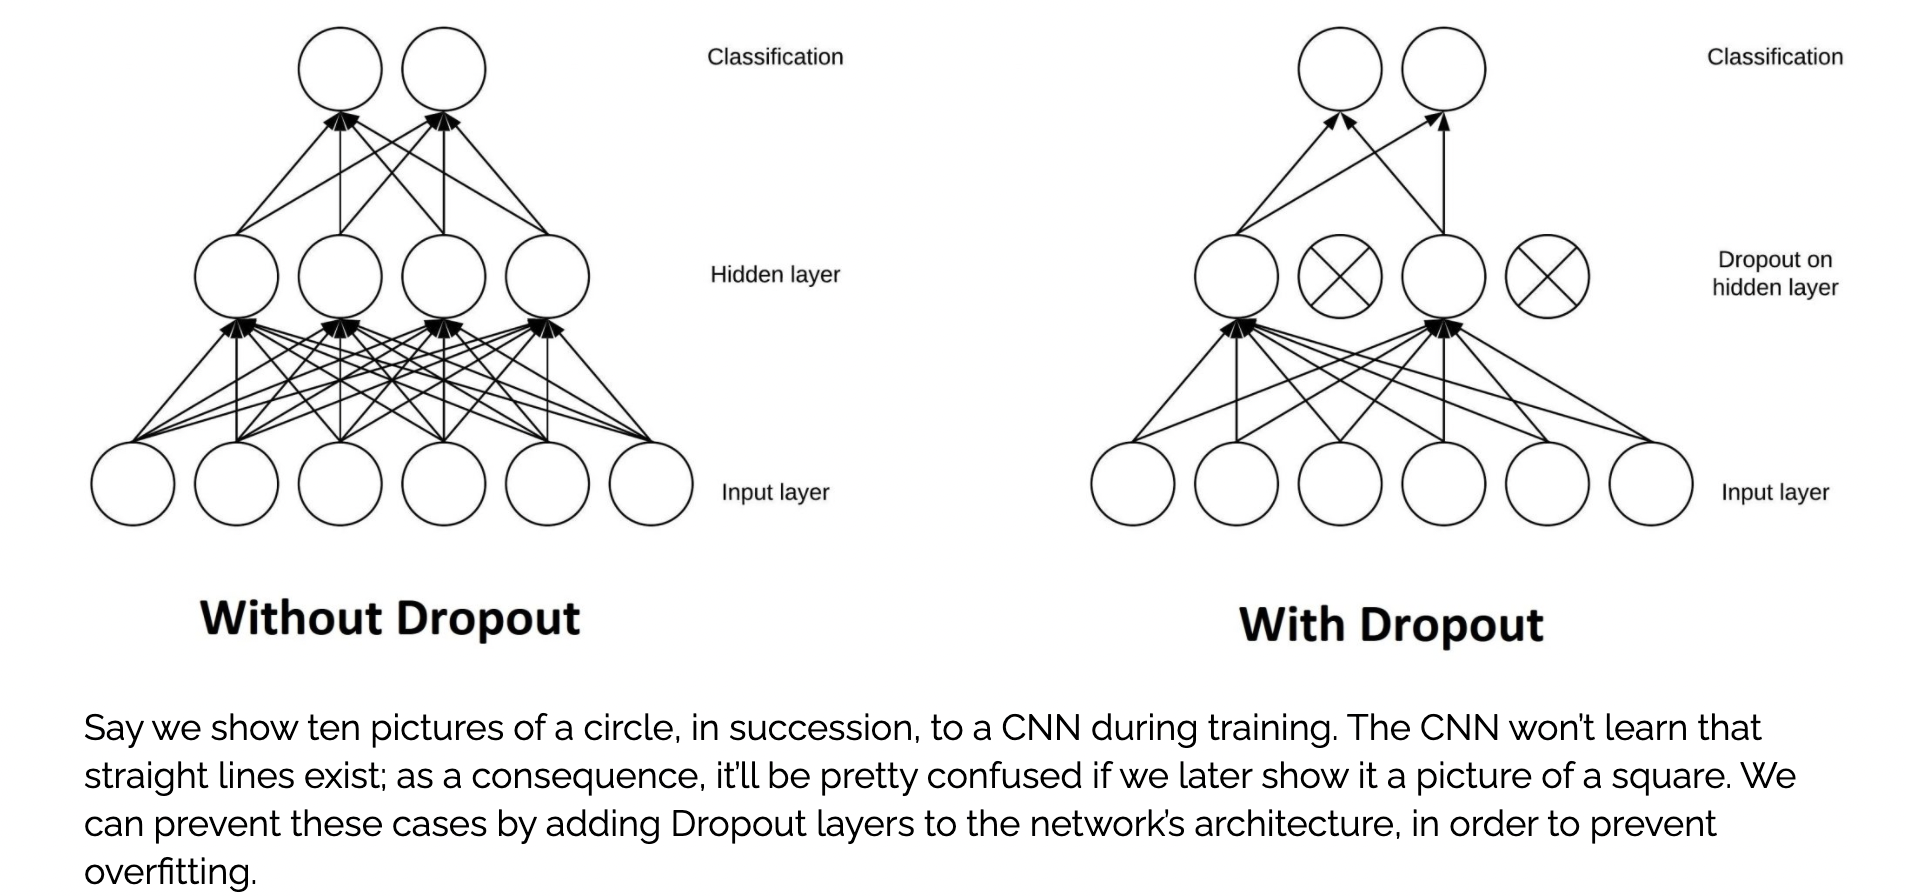 Classification
Hidden layer
Input layer
Without Dropout
Classification
Dropout on
hidden layer
Input layer
With Dropout
Say we show ten pictures of a circle, in succession, to a CNN during training. The CNN won’t learn that
straight lines exist; as a consequence, it’ll be pretty confused if we later show it a picture of a square. We
can prevent these cases by adding Dropout layers to the network’s architecture, in order to prevent
overfitting.